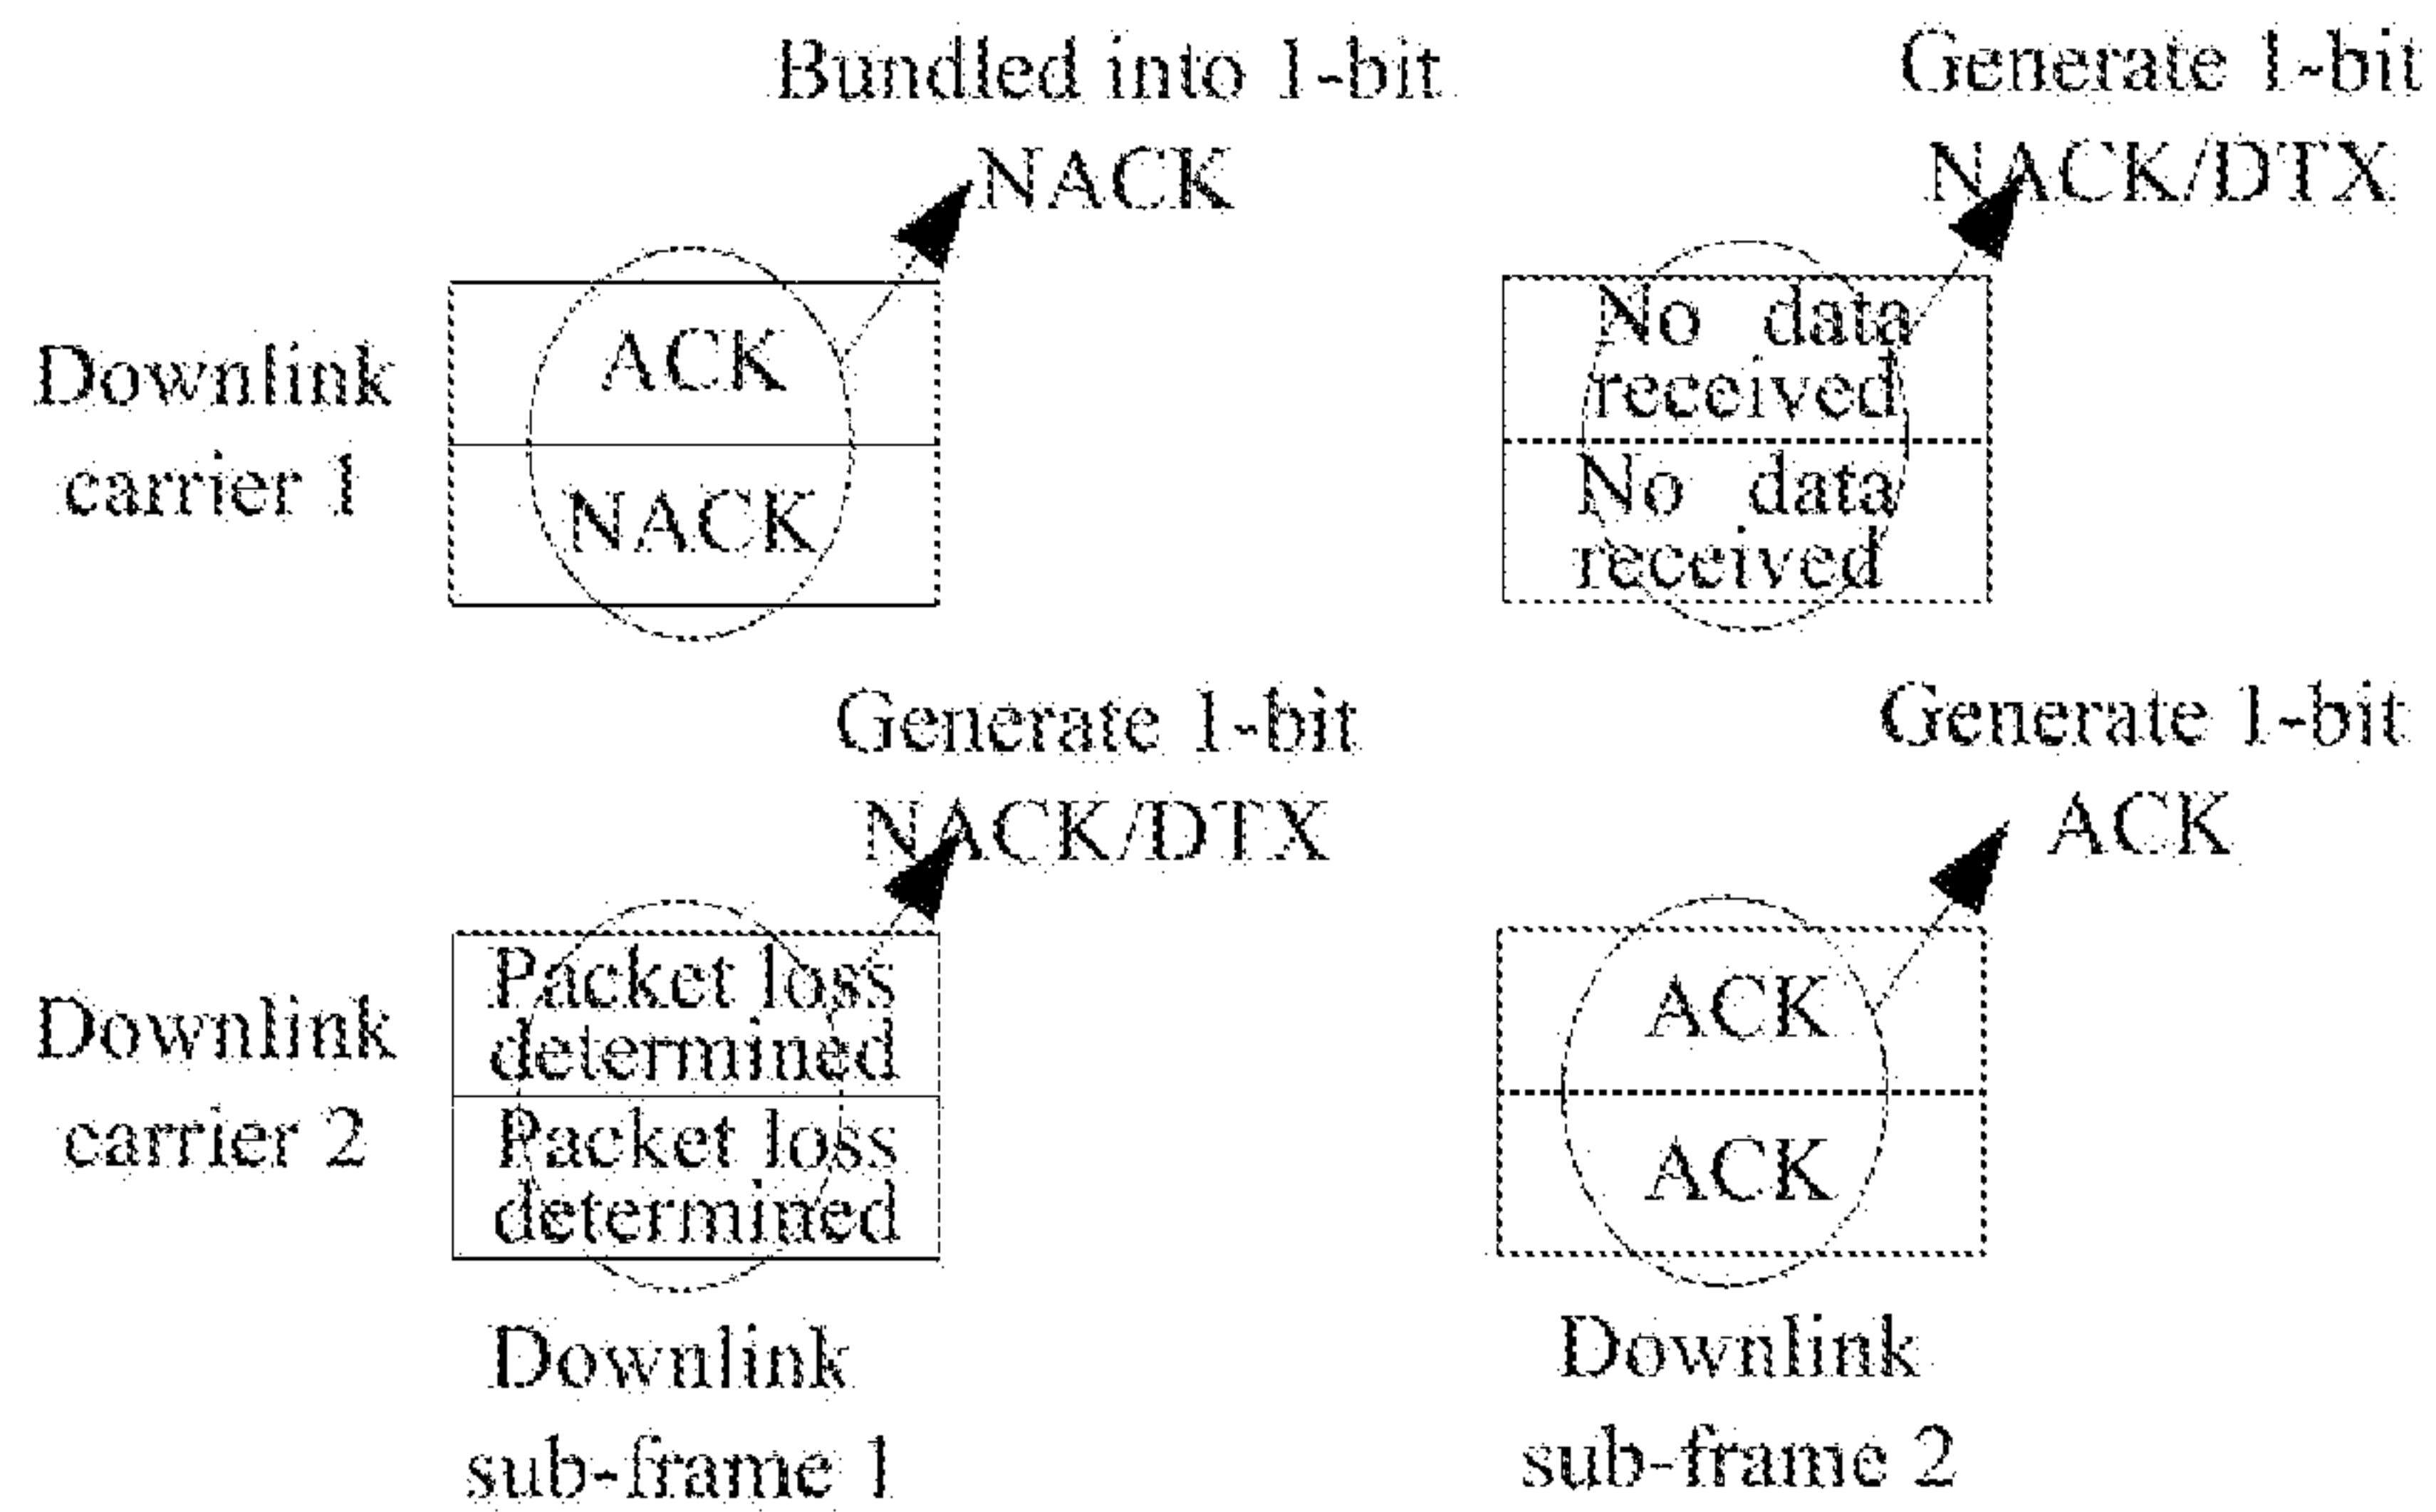 Bundled into 1-bit
NACK
Generate 1-bit
NACK/DTX
Downlink
carrier 1
ACK
NACK
No data
received
No data
received
Generate 1-bit
NACK/DTX
Generate 1-bit
ACK
Downlink
carrier 2
Packet loss
determined
Packet loss
determined
ACK
ACK
Downlink
sub-frame 1
Downlink
sub-frame 2